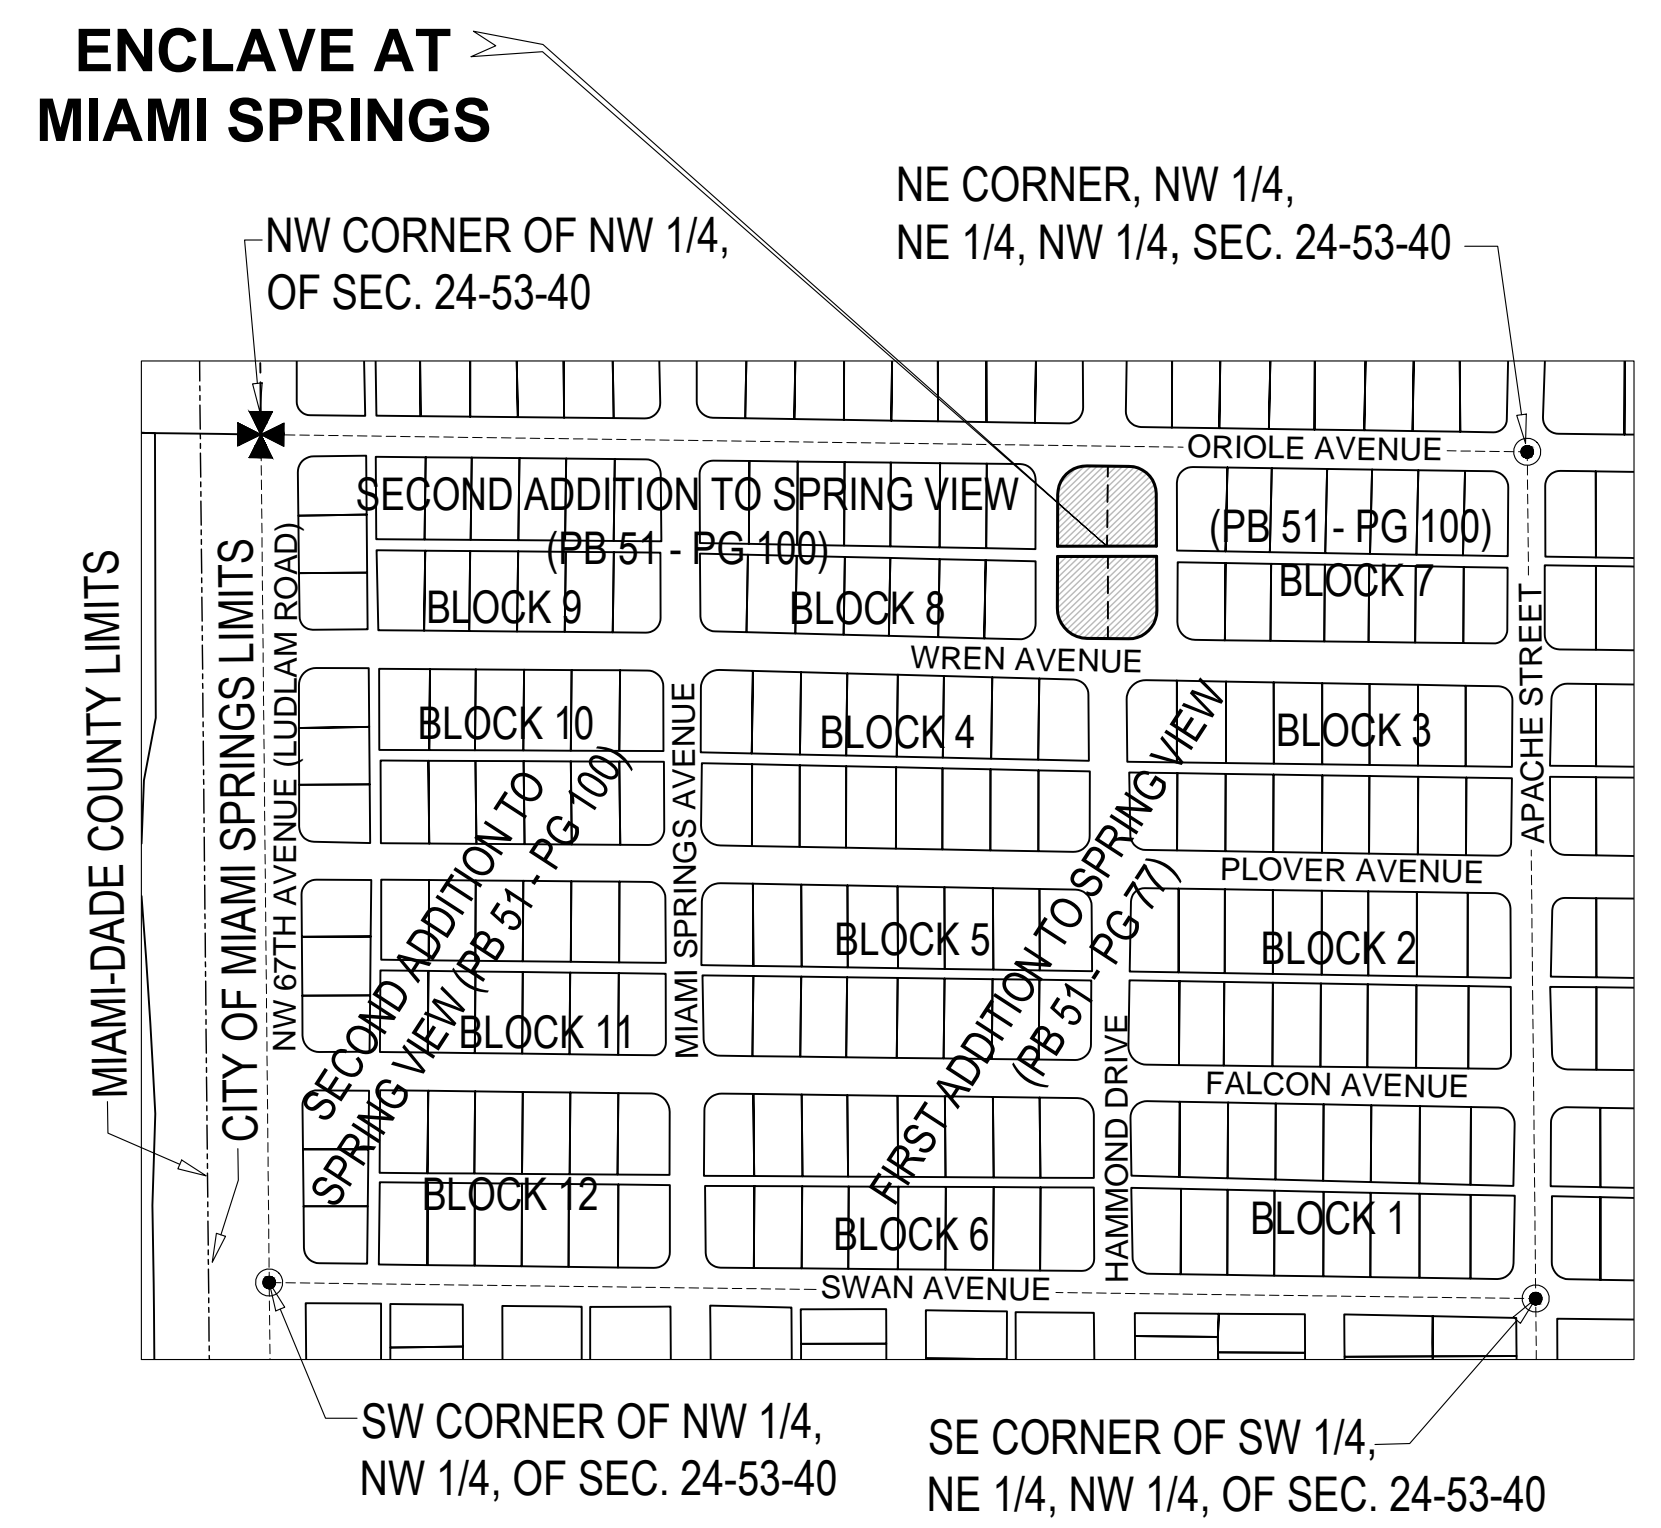 ENCLAVE AT
MIAMI SPRINGS
NW CORNER OF NW 1/4,
OF SEC. 24-53-40
NE CORNER, NW 1/4,
NE 1/4, NW 1/4, SEC. 24-53-40
ORIOLE AVENUE
SECOND ADDITION TO SPRING VIEW
(PB 51 - PG 100)
(PB 51 - PG 100)
BLOCK 9
BLOCK 8
BLOCK 7
WREN AVENUE
MIAMI-DADE COUNTY LIMITS
CITY OF MIAMI SPRINGS LIMITS
NW 67TH AVENUE (LUDLAM ROAD)
MIAMI SPRINGS AVENUE
APACHE STREET
BLOCK 10
BLOCK 4
BLOCK 3
SECOND ADDITION TO
SPRING VIEW (PB 51 - PG 100)
FIRST ADDITION TO SPRING VIEW
(PB 51 - PG 77)
PLOVER AVENUE
BLOCK 5
BLOCK 2
BLOCK 11
HAMMOND DRIVE
FALCON AVENUE
BLOCK 12
BLOCK 6
BLOCK 1
SWAN AVENUE
SW CORNER OF NW 1/4,
NW 1/4, OF SEC. 24-53-40
SE CORNER OF SW 1/4,
NE 1/4, NW 1/4, OF SEC. 24-53-40